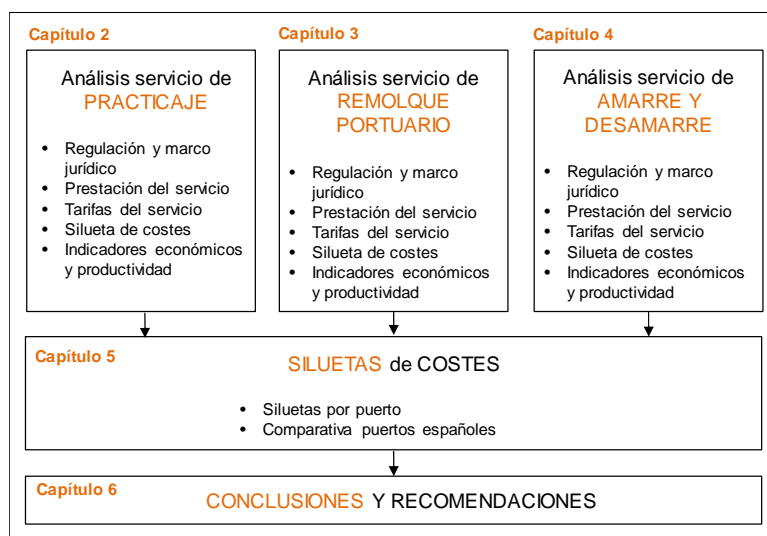 Capítulo 2
Análisis servicio de
PRACTICAJE
• Regulación y marco
jurídico
• Prestación del servicio
• Tarifas del servicio
• Silueta de costes
• Indicadores económicos
y productividad
Capítulo 3
Análisis servicio de
REMOLQUE
PORTUARIO
• Regulación y marco
jurídico
• Prestación del servicio
• Tarifas del servicio
• Silueta de costes
• Indicadores económicos
y productividad
Capítulo 4
Análisis servicio de
AMARRE Y
DESAMARRE
• Regulación y marco
jurídico
• Prestación del servicio
• Tarifas del servicio
• Silueta de costes
• Indicadores económicos
y productividad
Capítulo 5
SILUETAS de COSTES
• Siluetas por puerto
• Comparativa puertos españoles
Capítulo 6
CONCLUSIONES Y RECOMENDACIONES